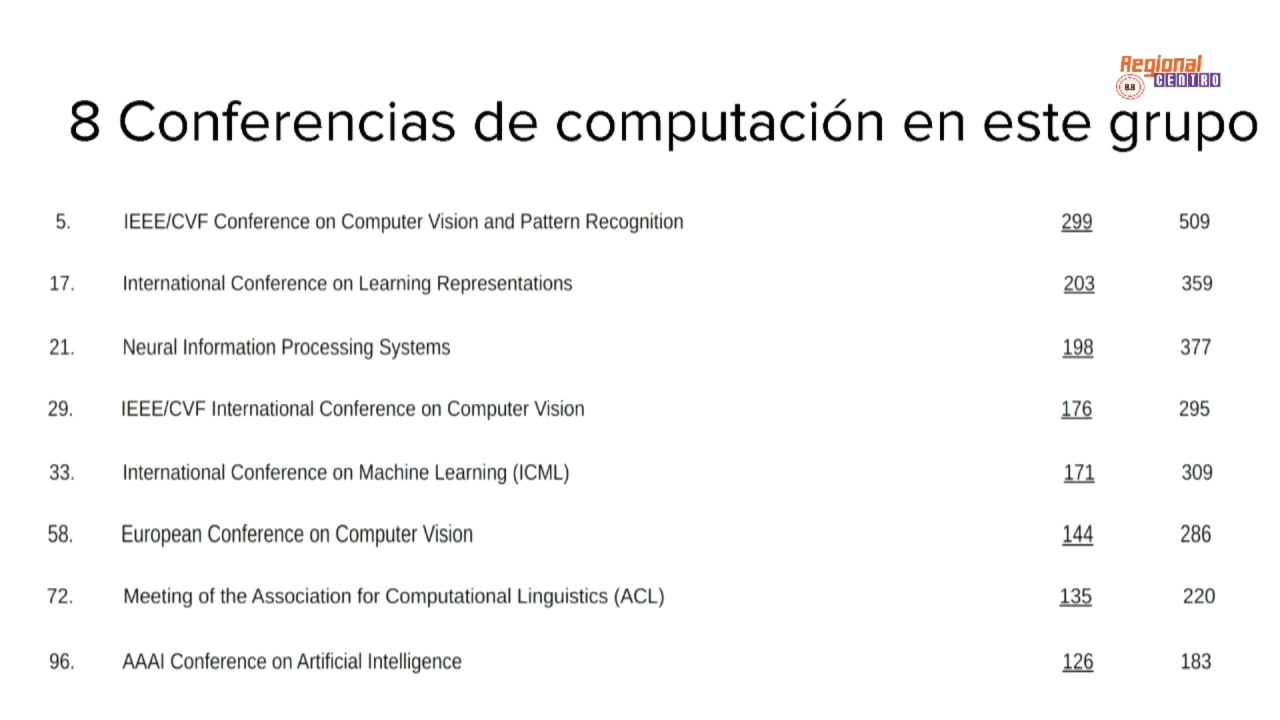 Regional
8.8 CENTRO
8 Conferencias de computación en este grupo
5. IEEE/CVF Conference on Computer Vision and Pattern Recognition 299 509
17. International Conference on Learning Representations 203 359
21. Neural Information Processing Systems 198 377
29. IEEE/CVF International Conference on Computer Vision 176 295
33. International Conference on Machine Learning (ICML) 171 309
58. European Conference on Computer Vision 144 286
72. Meeting of the Association for Computational Linguistics (ACL) 135 220
96. AAAI Conference on Artificial Intelligence 126 183